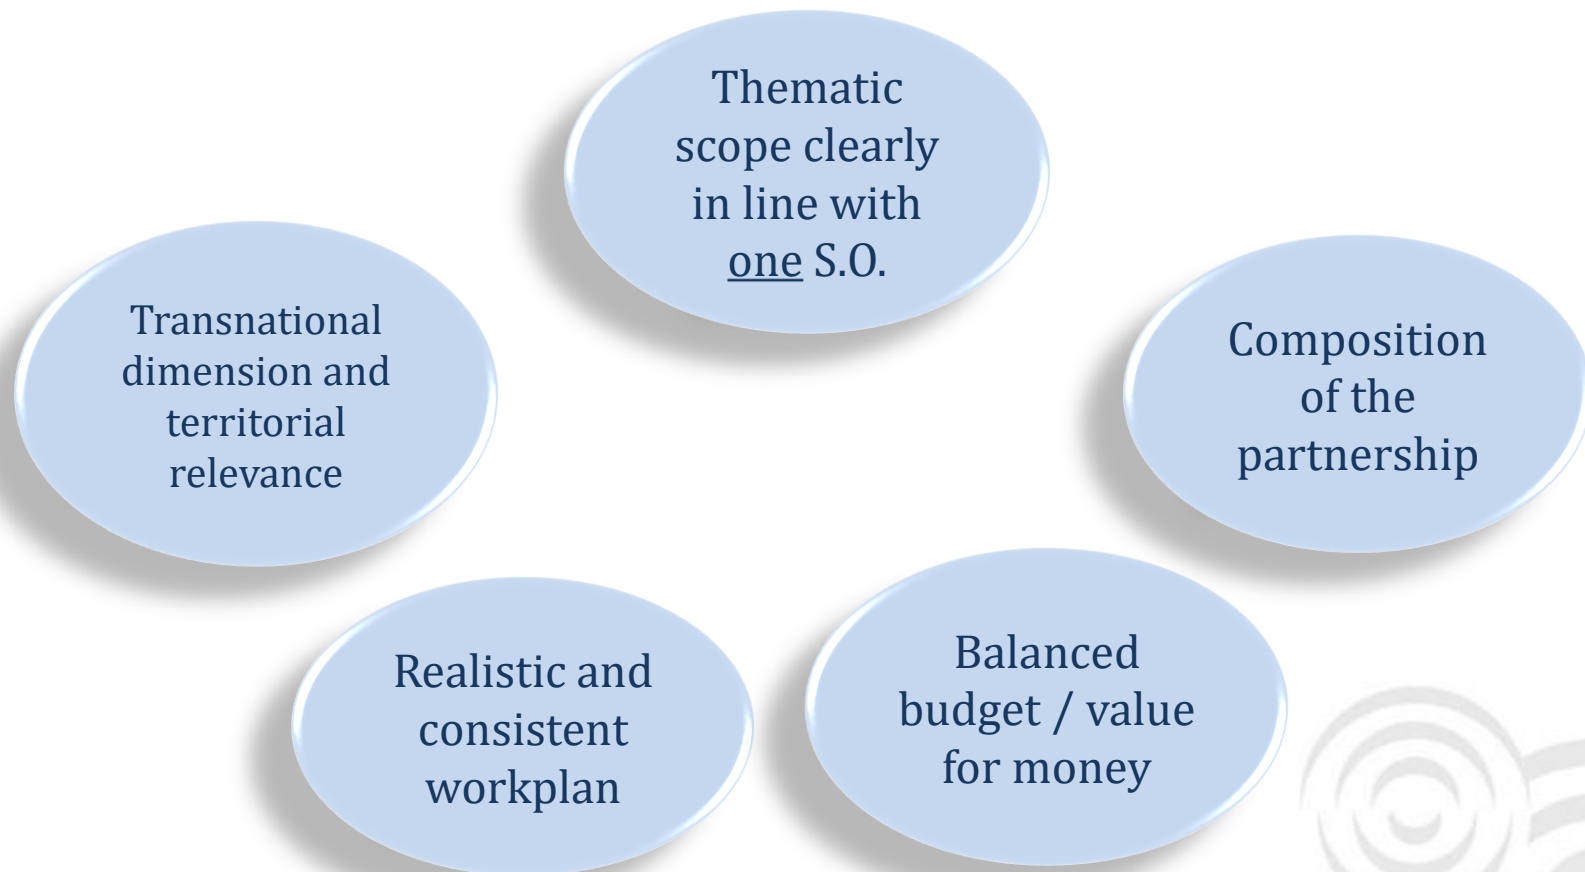 Thematic
scope clearly
in line with
one S.O.
Transnational
dimension and
territorial
relevance
Composition
of the
partnership
Realistic and
consistent
workplan
Balanced
budget / value
for money